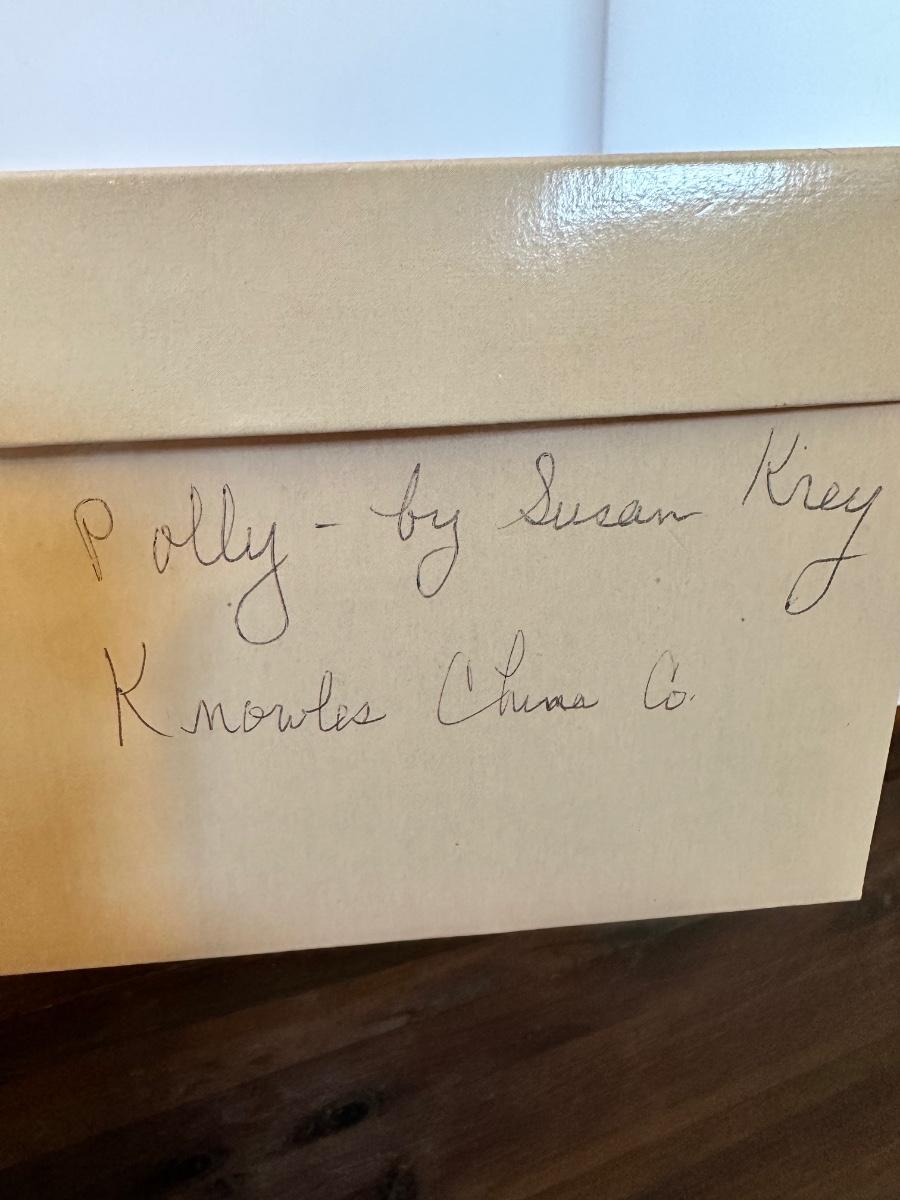 Polly - by Susan Krey
Knowles China Co.